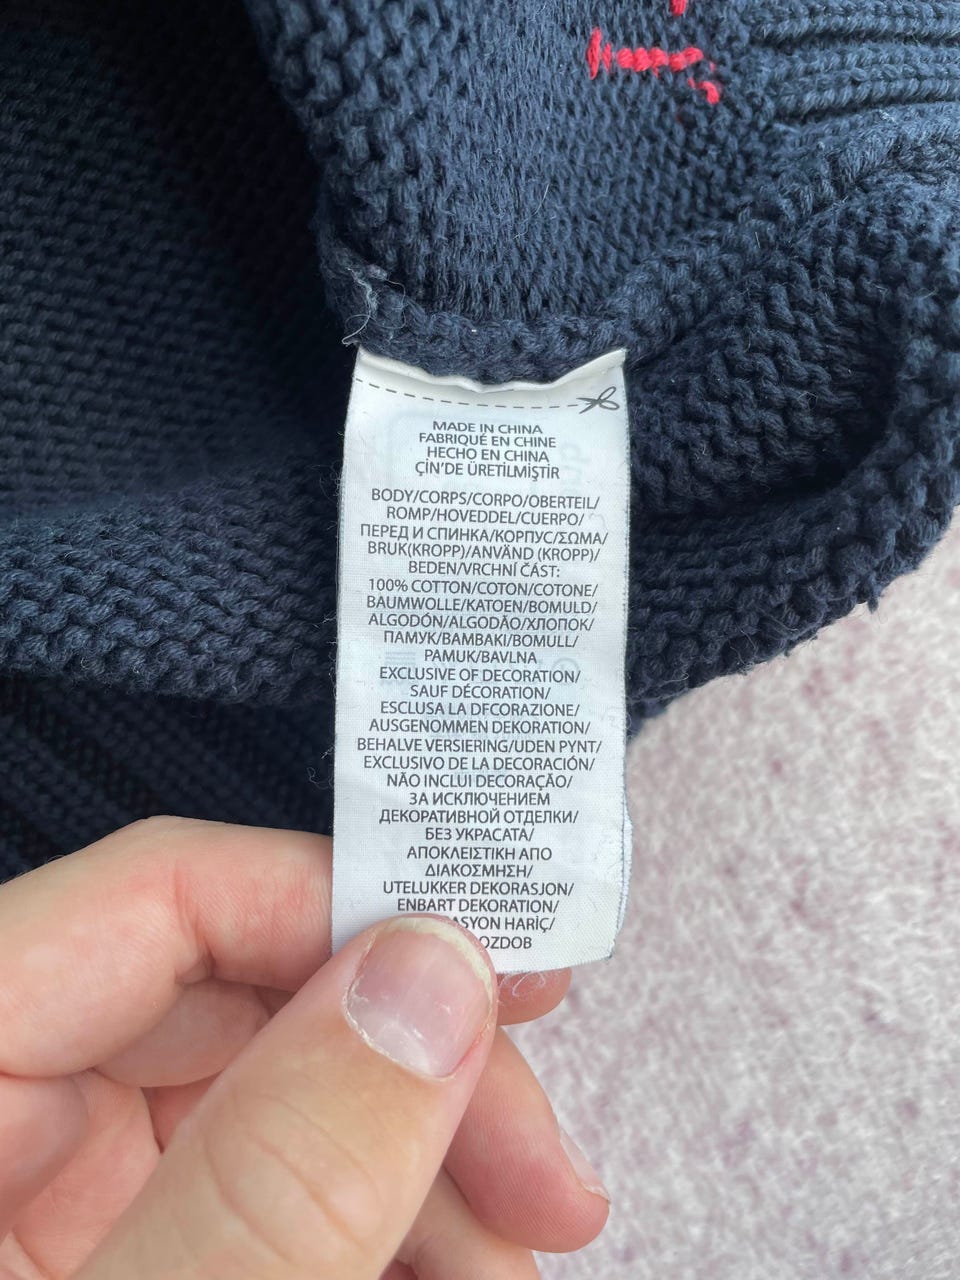 MADE IN CHINA
FABRIQUÉ EN CHINE
HECHO EN CHINA
ÇİN'DE ÜRETİLMİŞTİR
BODY/CORPS/CORPO/OBERTEIL/
ROMP/HOVEDDEL/CUERPO/
ПЕРЕД И СПИНКА/КОРПУС/ΣΩΜΑ/
BRUK(KROPP)/ANVÄND (KROPP)/
BEDEN/VRCHNÍ ČÁST:
100% COTTON/COTON/COTONE/
BAUMWOLLE/KATOEN/BOMULD/
ALGODÓN/ALGODÃO/ХЛОПОК/
ПАМУК/BAMBAKI/BOMULL/
PAMUK/BAVLNA
EXCLUSIVE OF DECORATION/
SAUF DÉCORATION/
ESCLUSA LA DECORAZIONE/
AUSGENOMMEN DEKORATION/
BEHALVE VERSIERING/UDEN PYNT/
EXCLUSIVO DE LA DECORACIÓN/
NÃO INCLUI DECORAÇÃO/
ЗА ИСКЛЮЧЕНИЕМ
ДЕКОРАТИВНОЙ ОТДЕЛКИ/
БЕЗ УКРАСАТА/
ΑΠΟΚΛΕΙΣΤΙΚΗ ΑΠΟ
ΔΙΑΚΟΣΜΗΣΗ/
UTELUKKER DEKORASJON/
ENBART DEKORATION/
ASYON HARİÇ/
OZDOB